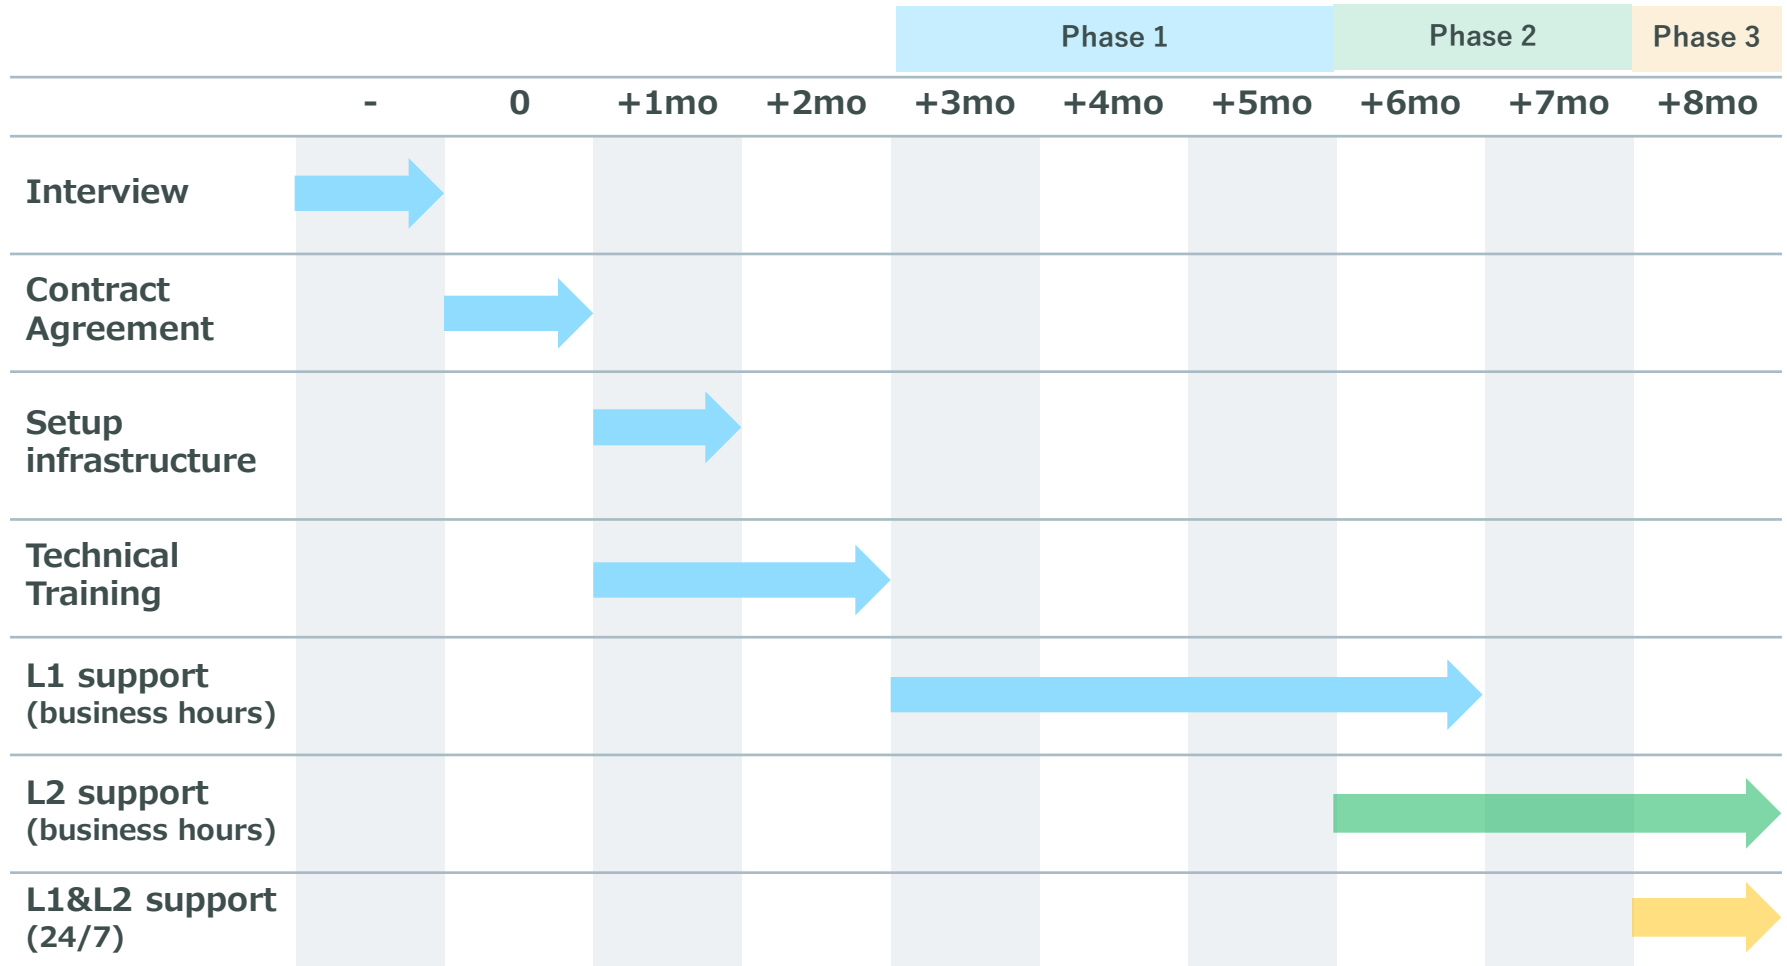 Phase 1 Phase 2 Phase 3
- 0 +1mo +2mo +3mo +4mo +5mo +6mo +7mo +8mo
Interview
Contract
Agreement
Setup
infrastructure
Technical
Training
L1 support
(business hours)
L2 support
(business hours)
L1&L2 support
(24/7)